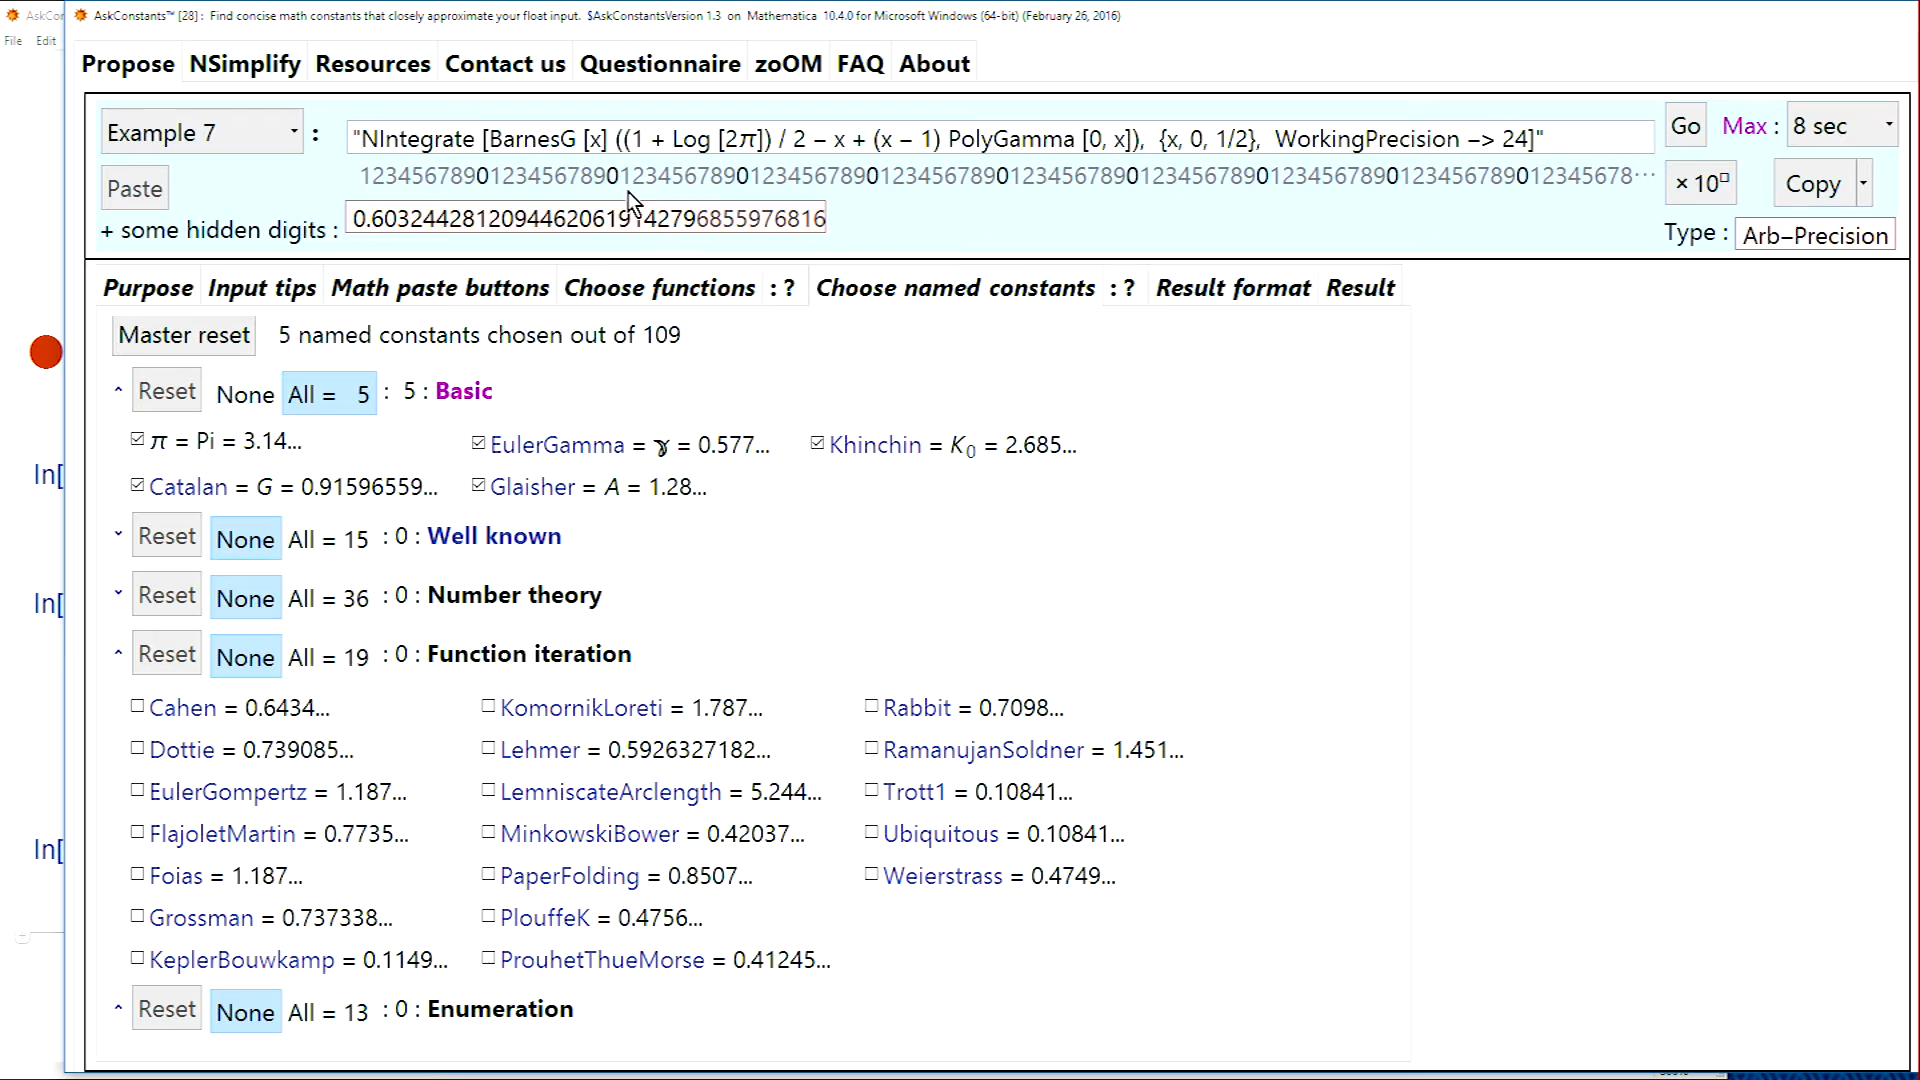 AskCon
AskConstants™ [28] : Find concise math constants that closely approximate your float input. $AskConstantsVersion 1.3 on Mathematica 10.4.0 for Microsoft Windows (64-bit) (February 26, 2016)
File Edit
Propose NSimplify Resources Contact us Questionnaire zoOM FAQ About
Example 7 : "NIntegrate [BarnesG [x] ((1 + Log [2π]) / 2 − x + (x − 1) PolyGamma [0, x]), {x, 0, 1/2}, WorkingPrecision −> 24]" Go Max : 8 sec
Paste 12345678901234567890123456789012345678901234567890123456789012345678901234567890123456789012345678··· × 10□ Copy
+ some hidden digits : 0.603244281209446206191427968559768​16 Type : Arb−Precision
Purpose Input tips Math paste buttons Choose functions : ? Choose named constants : ? Result format Result
Master reset 5 named constants chosen out of 109
Reset None All = 5 : 5 : Basic
π = Pi = 3.14... EulerGamma = ℽ = 0.577... Khinchin = K0 = 2.685...
In[
Catalan = G = 0.91596559... Glaisher = A = 1.28...
Reset None All = 15 : 0 : Well known
Reset None All = 36 : 0 : Number theory
In[
Reset None All = 19 : 0 : Function iteration
Cahen = 0.6434... KomornikLoreti = 1.787... Rabbit = 0.7098...
Dottie = 0.739085... Lehmer = 0.5926327182... RamanujanSoldner = 1.451...
EulerGompertz = 1.187... LemniscateArclength = 5.244... Trott1 = 0.10841...
FlajoletMartin = 0.7735... MinkowskiBower = 0.42037... Ubiquitous = 0.10841...
In[
Foias = 1.187... PaperFolding = 0.8507... Weierstrass = 0.4749...
Grossman = 0.737338... PlouffeK = 0.4756...
KeplerBouwkamp = 0.1149... ProuhetThueMorse = 0.41245...
Reset None All = 13 : 0 : Enumeration